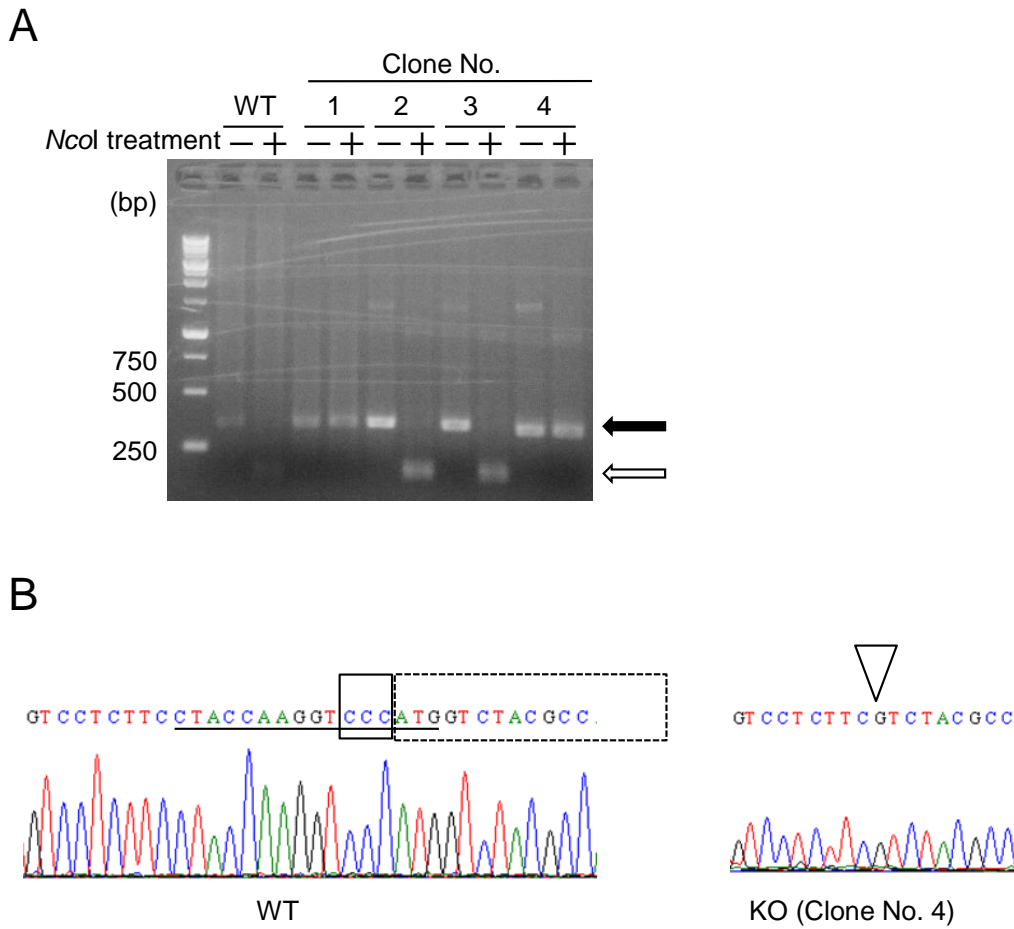 A
Clone No.
WT 1 2 3 4
NcoI treatment − + − + − + − + − +
(bp)
750
500
250
B
GTCCTCTTCCTACCAAGGTCCCATGGTCTACGCC
GTCCTCTTCGTCTACGCC
WT
KO (Clone No. 4)